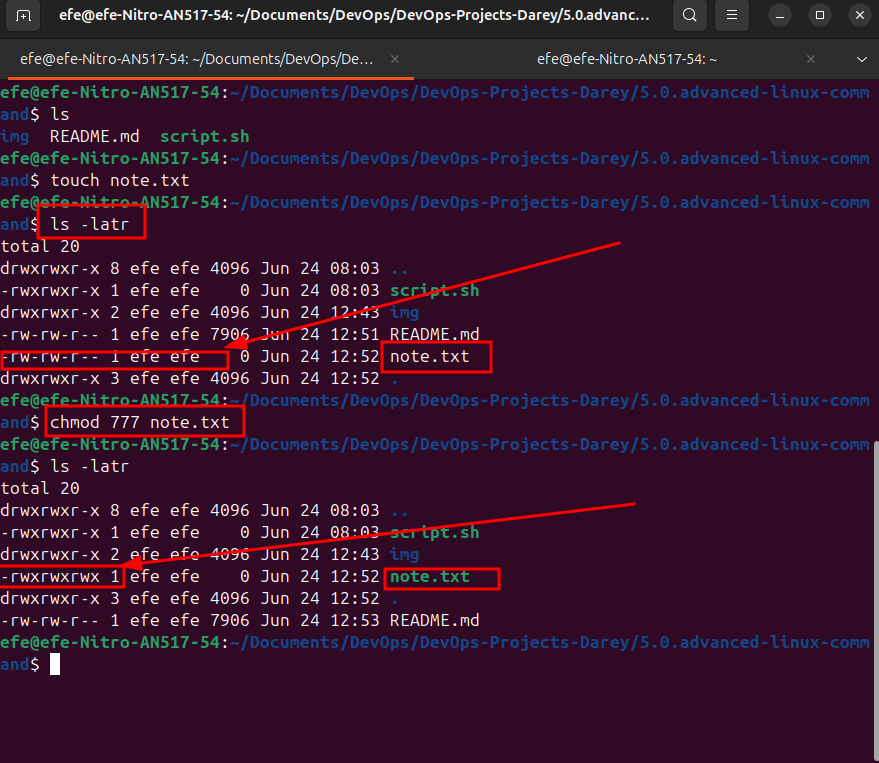 efe@efe-Nitro-AN517-54: ~/Documents/DevOps/DevOps-Projects-Darey/5.0.advanc...
efe@efe-Nitro-AN517-54: ~/Documents/DevOps/De...
efe@efe-Nitro-AN517-54: ~
efe@efe-Nitro-AN517-54:~/Documents/DevOps/DevOps-Projects-Darey/5.0.advanced-linux-comm
and$ ls
img  README.md  script.sh
efe@efe-Nitro-AN517-54:~/Documents/DevOps/DevOps-Projects-Darey/5.0.advanced-linux-comm
and$ touch note.txt
efe@efe-Nitro-AN517-54:~/Documents/DevOps/DevOps-Projects-Darey/5.0.advanced-linux-comm
and$ ls -latr
total 20
drwxrwxr-x 8 efe efe 4096 Jun 24 08:03 ..
-rwxrwxr-x 1 efe efe    0 Jun 24 08:03 script.sh
drwxrwxr-x 2 efe efe 4096 Jun 24 12:43 img
-rw-rw-r-- 1 efe efe 7906 Jun 24 12:51 README.md
-rw-rw-r-- 1 efe efe    0 Jun 24 12:52 note.txt
drwxrwxr-x 3 efe efe 4096 Jun 24 12:52 .
efe@efe-Nitro-AN517-54:~/Documents/DevOps/DevOps-Projects-Darey/5.0.advanced-linux-comm
and$ chmod 777 note.txt
efe@efe-Nitro-AN517-54:~/Documents/DevOps/DevOps-Projects-Darey/5.0.advanced-linux-comm
and$ ls -latr
total 20
drwxrwxr-x 8 efe efe 4096 Jun 24 08:03 ..
-rwxrwxr-x 1 efe efe    0 Jun 24 08:03 script.sh
drwxrwxr-x 2 efe efe 4096 Jun 24 12:43 img
-rwxrwxrwx 1 efe efe    0 Jun 24 12:52 note.txt
drwxrwxr-x 3 efe efe 4096 Jun 24 12:52 .
-rw-rw-r-- 1 efe efe 7906 Jun 24 12:53 README.md
efe@efe-Nitro-AN517-54:~/Documents/DevOps/DevOps-Projects-Darey/5.0.advanced-linux-comm
and$